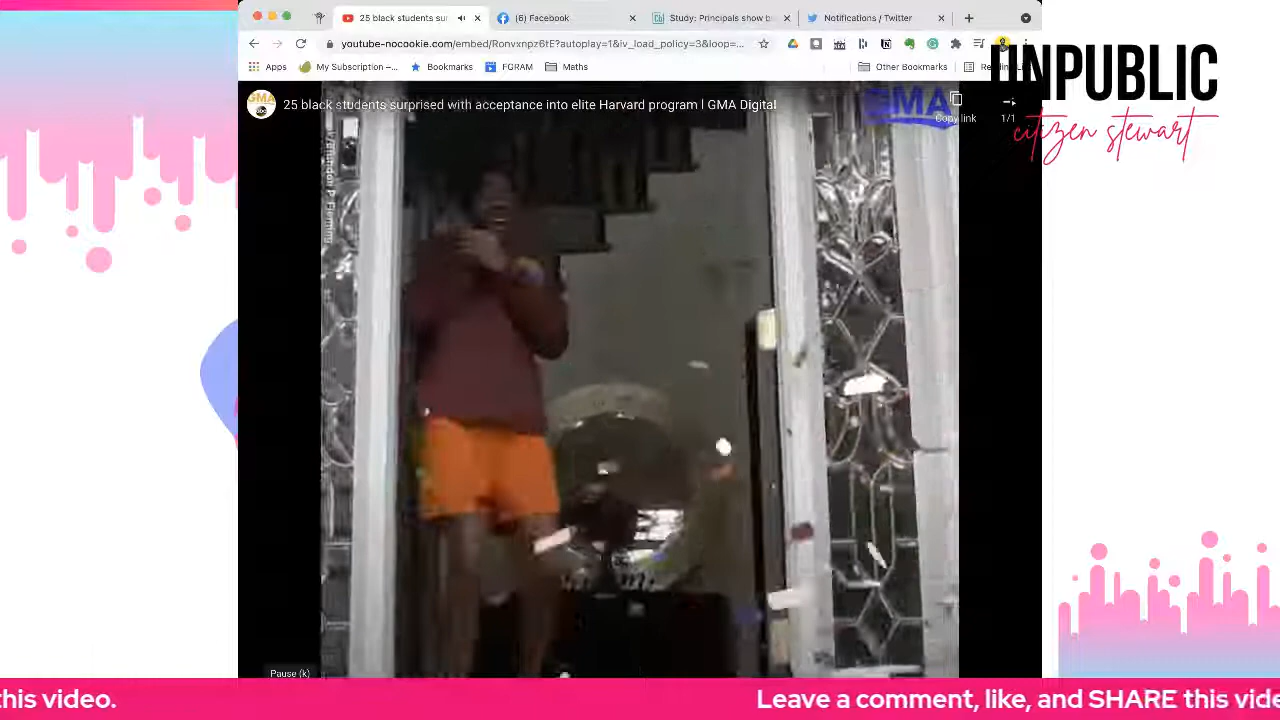 25 black students sur
(6) Facebook
Study: Principals show b
Notifications / Twitter
youtube-nocookie.com/embed/
?autoplay=1&iv_load_policy=3&loop...
Apps
My Subscription –...
Bookmarks
FGRAM
Maths
Other Bookmarks
UNPUBLIC
citizen stewart
GMA
25 black students surprised with acceptance into elite Harvard program | GMA Digital
GMA
Copy link
1/1
Pause (k)
this video.
Leave a comment, like, and SHARE this vide